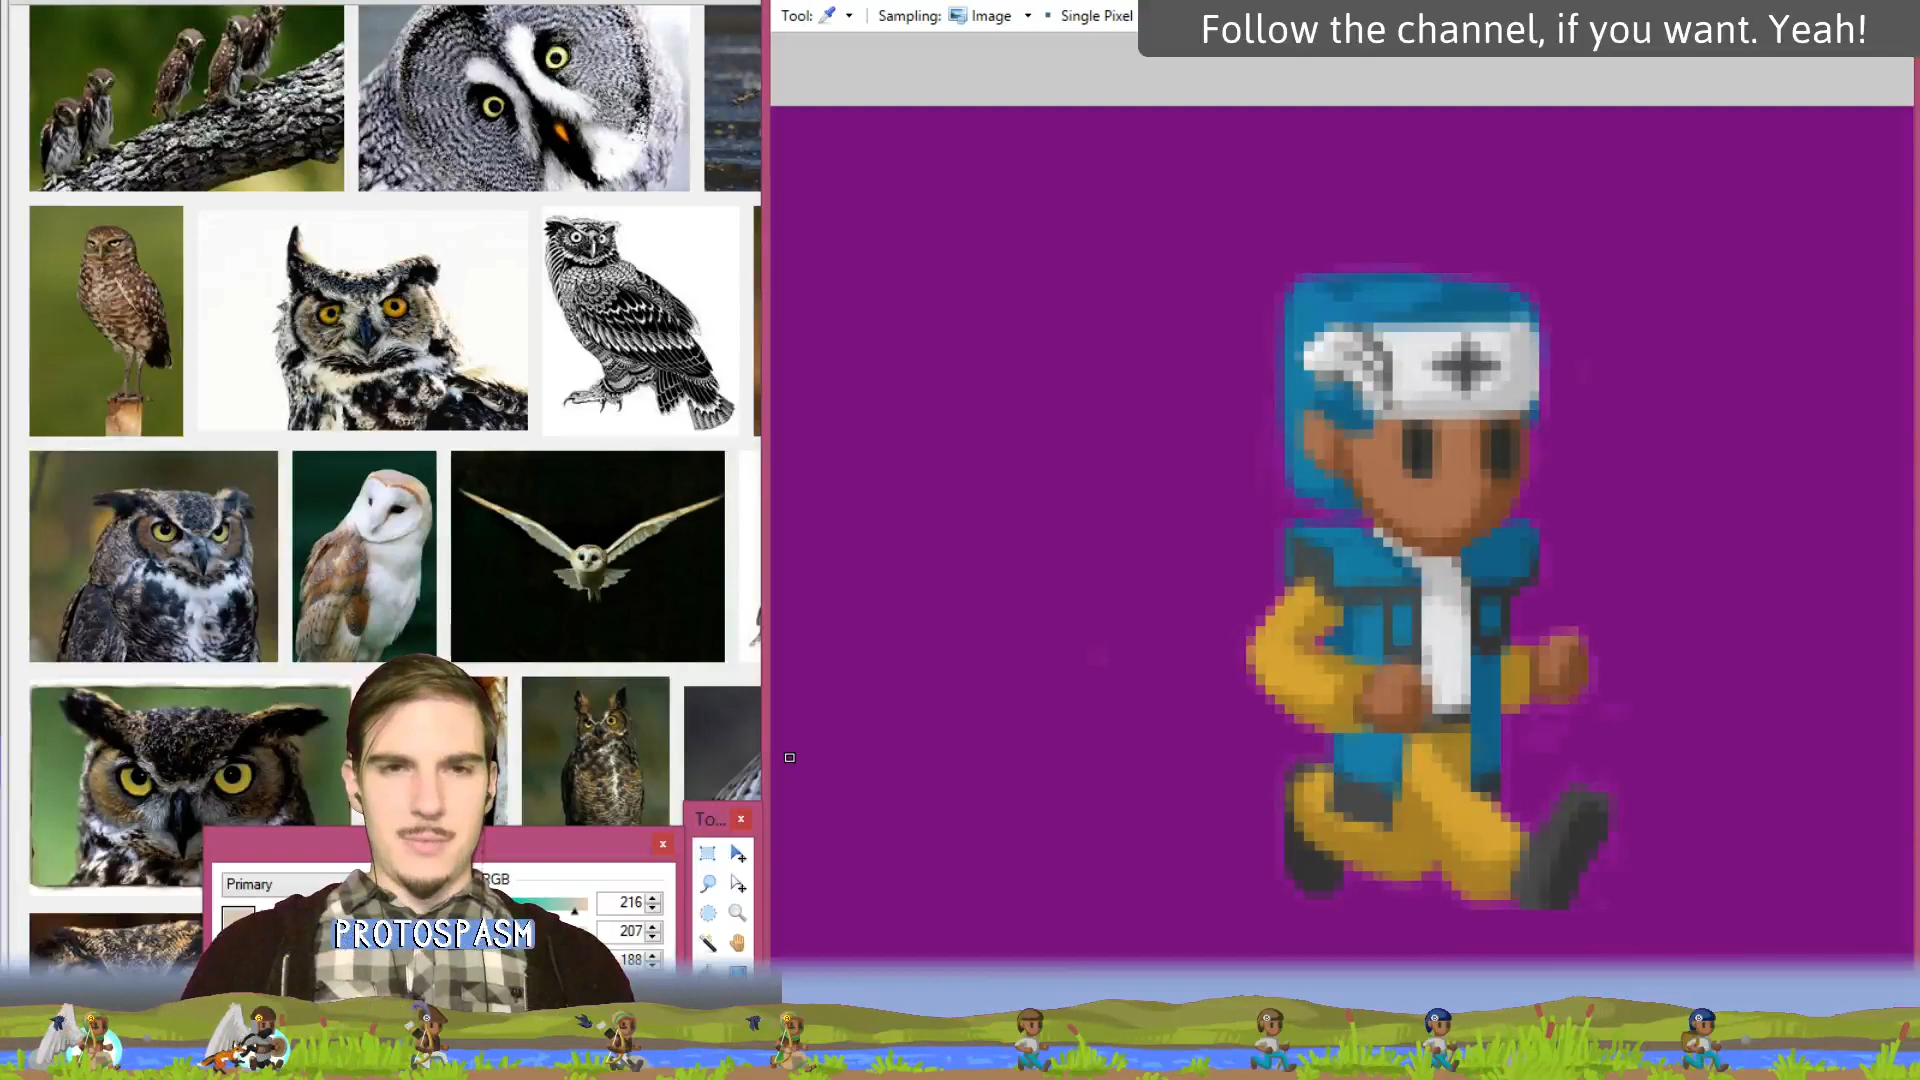 Tool:
Sampling: Image Single Pixel
Follow the channel, if you want. Yeah!
To...
Primary
RGB
216
207
188
PROTOSPASM